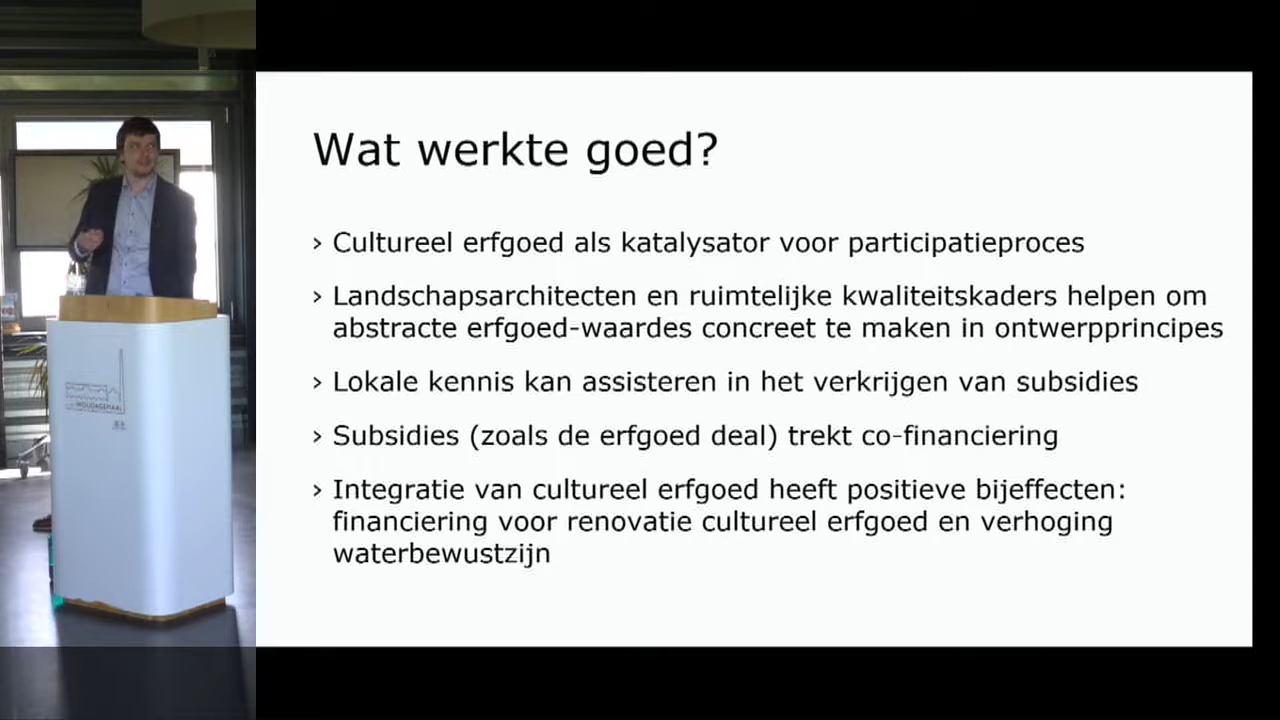 Wat werkte goed?
› Cultureel erfgoed als katalysator voor participatieproces
› Landschapsarchitecten en ruimtelijke kwaliteitskaders helpen om
abstracte erfgoed-waardes concreet te maken in ontwerpprincipes
› Lokale kennis kan assisteren in het verkrijgen van subsidies
› Subsidies (zoals de erfgoed deal) trekt co-financiering
› Integratie van cultureel erfgoed heeft positieve bijeffecten:
financiering voor renovatie cultureel erfgoed en verhoging
waterbewustzijn
WOUDAGEMAAL